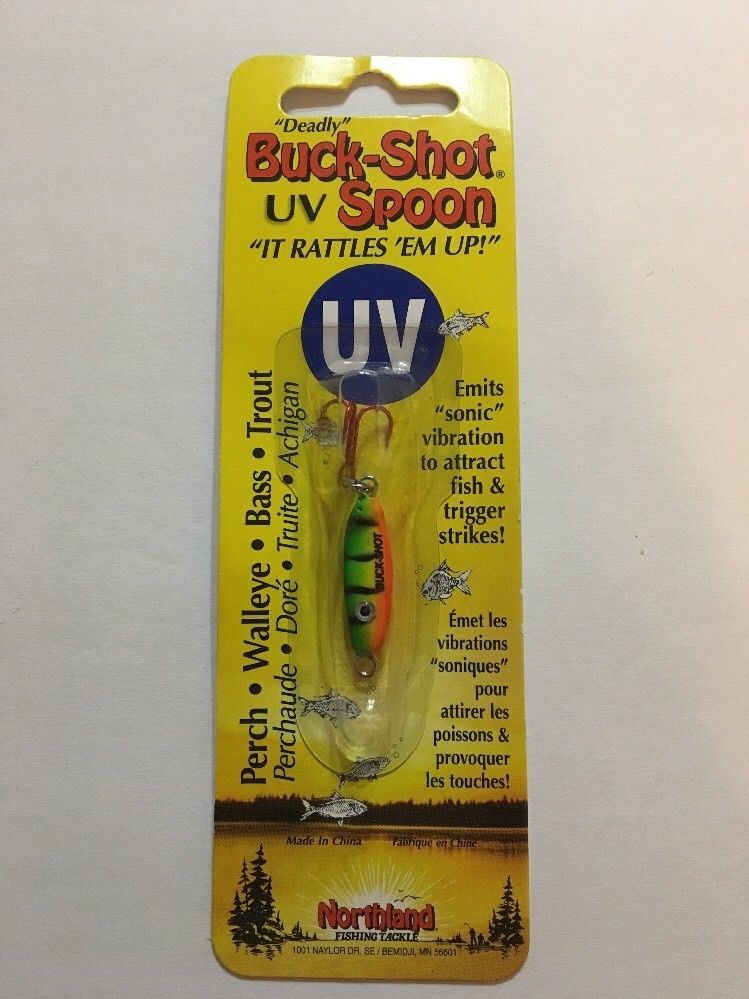 "Deadly"
Buck-Shot®
UV Spoon
"IT RATTLES 'EM UP!"
UV
Perch • Walleye • Bass • Trout
Perchaude • Doré • Truite • Achigan
Emits
"sonic"
vibration
to attract
fish &
trigger
strikes!
BUCK-SHOT
Émet les
vibrations
"soniques"
pour
attirer les
poissons &
provoquer
les touches!
Made In China Fabriqué en Chine
Northland
FISHING TACKLE
1001 NAYLOR DR. SE / BEMIDJI, MN 56601